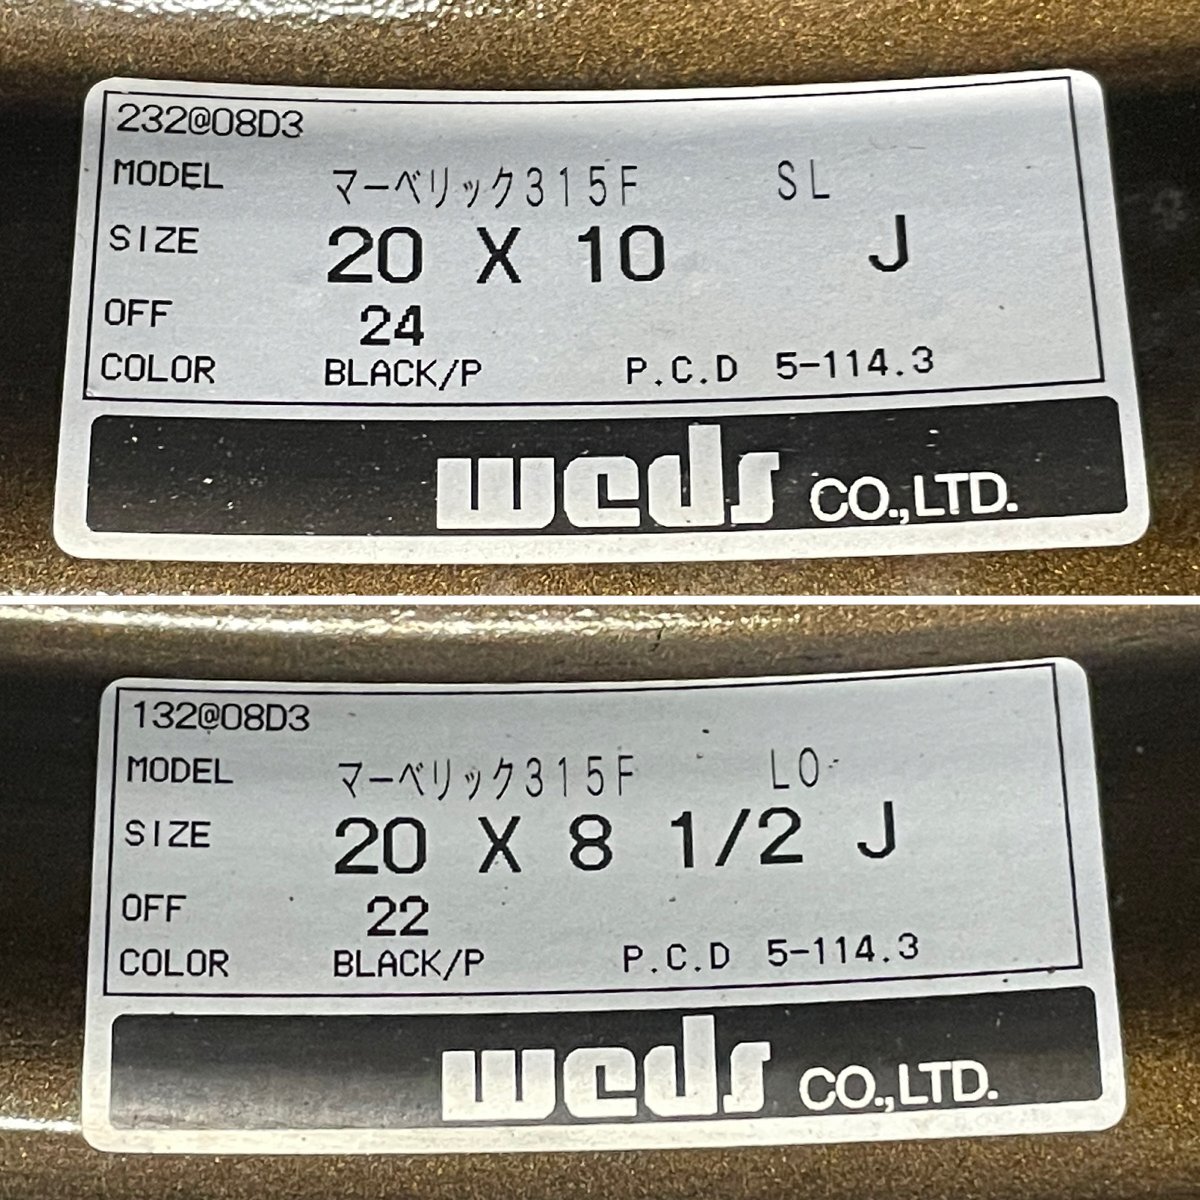 232@08D3
MODEL マーベリック315F SL
SIZE 20 X 10 J
OFF 24
COLOR BLACK/P P.C.D 5-114.3
weds CO.,LTD.
132@08D3
MODEL マーベリック315F LO
SIZE 20 X 8 1/2 J
OFF 22
COLOR BLACK/P P.C.D 5-114.3
weds CO.,LTD.